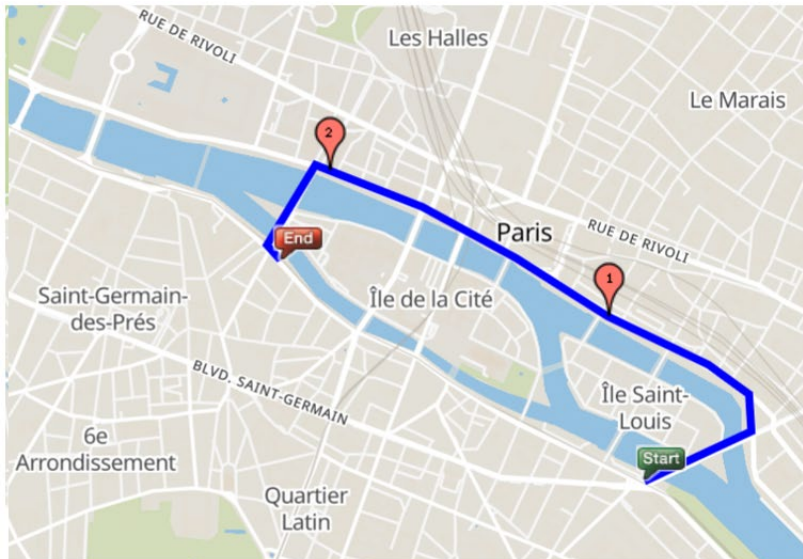 RUE DE RIVOLI
Les Halles
Le Marais
2
Paris
RUE DE RIVOLI
End
1
Île de la Cité
Saint-Germain-
des-Prés
BLVD. SAINT-GERMAIN
Île Saint-
Louis
6e
Arrondissement
Start
Quartier
Latin